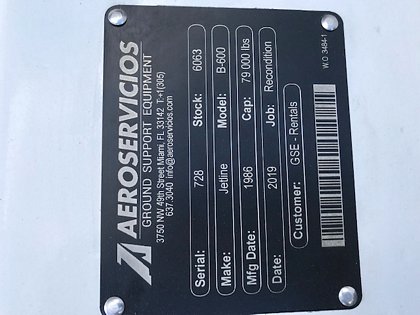 AEROSERVICIOS
GROUND SUPPORT EQUIPMENT
3750 NW 49th Street Miami, FL 33142 T:+1(305)
637.3040 info@aeroservicios.com
Serial: 728 Stock: 6063
Make: Jetline Model: B-600
Mfg Date: 1986 Cap: 79 000 lbs
Date: 2019 Job: Recondition
Customer: GSE - Rentals
W.O 3484-1